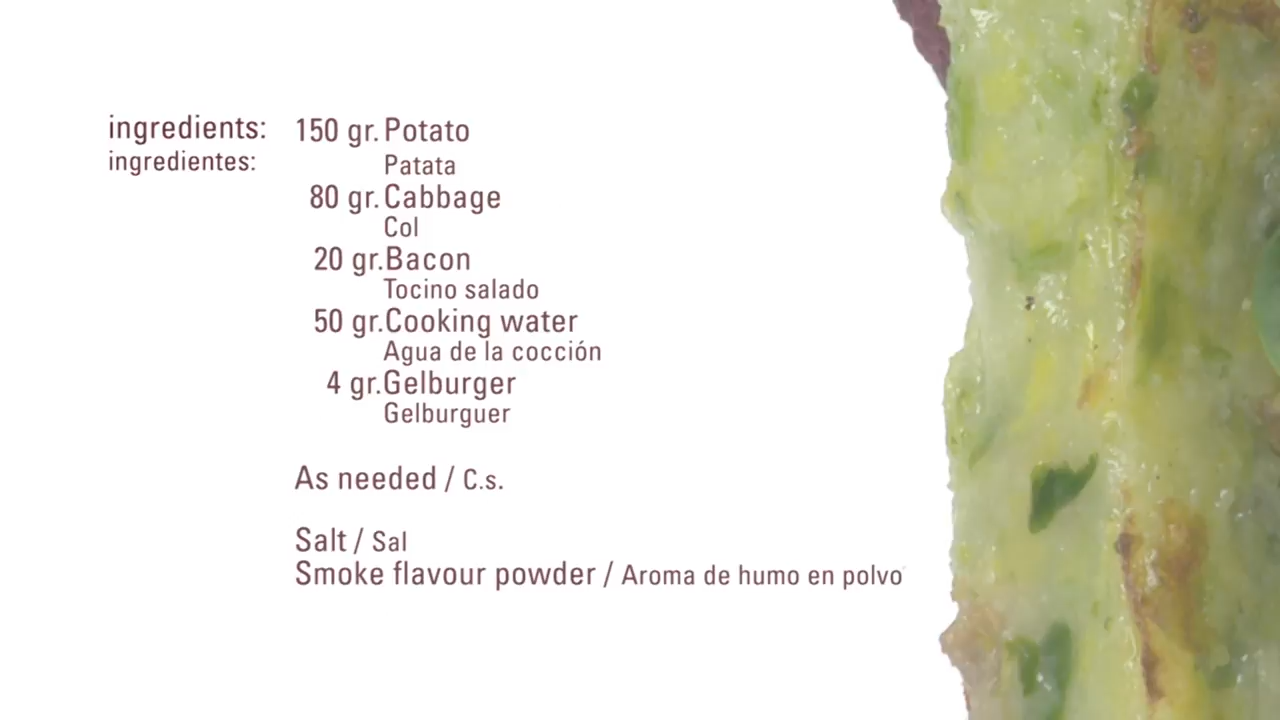 ingredients: 150 gr. Potato
ingredientes: Patata
80 gr. Cabbage
Col
20 gr. Bacon
Tocino salado
50 gr. Cooking water
Agua de la cocción
4 gr. Gelburger
Gelburguer
As needed / C.s.
Salt / Sal
Smoke flavour powder / Aroma de humo en polvo